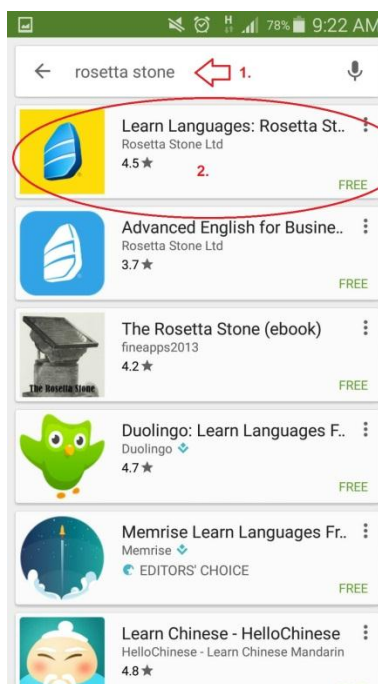 78% 9:22 AM
rosetta stone 1.
Learn Languages: Rosetta St..
Rosetta Stone Ltd
4.5★
2.
FREE
Advanced English for Busine..
Rosetta Stone Ltd
3.7★
FREE
The Rosetta Stone (ebook)
fineapps2013
4.2★
The Rosetta Stone
FREE
Duolingo: Learn Languages F..
Duolingo
4.7★
FREE
Memrise Learn Languages Fr..
Memrise
EDITORS' CHOICE
FREE
Learn Chinese - HelloChinese
HelloChinese - Learn Chinese Mandarin
4.8★